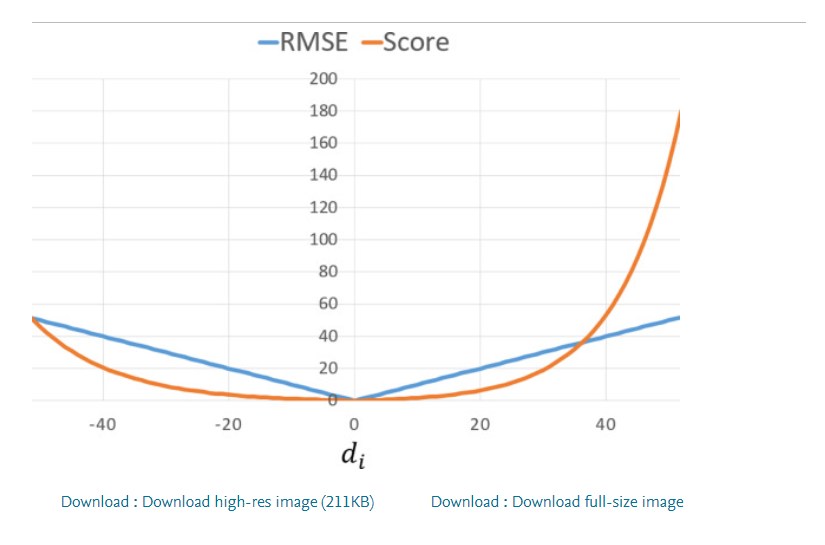 RMSE Score
200
180
160
140
120
100
80
60
40
20
0
-40 -20 0 20 40
dᵢ
Download : Download high-res image (211KB) Download : Download full-size image